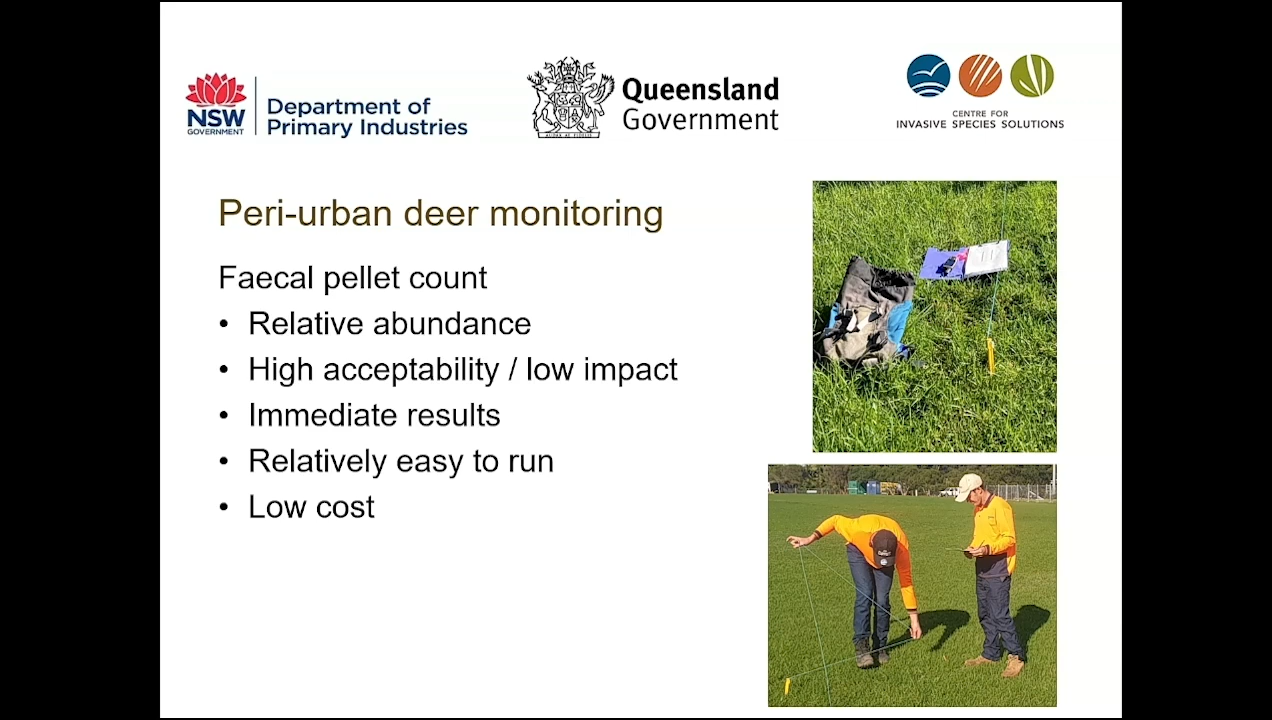 NSW
GOVERNMENT
Department of
Primary Industries
Queensland
Government
CENTRE FOR
INVASIVE SPECIES SOLUTIONS
Peri-urban deer monitoring
Faecal pellet count
• Relative abundance
• High acceptability / low impact
• Immediate results
• Relatively easy to run
• Low cost